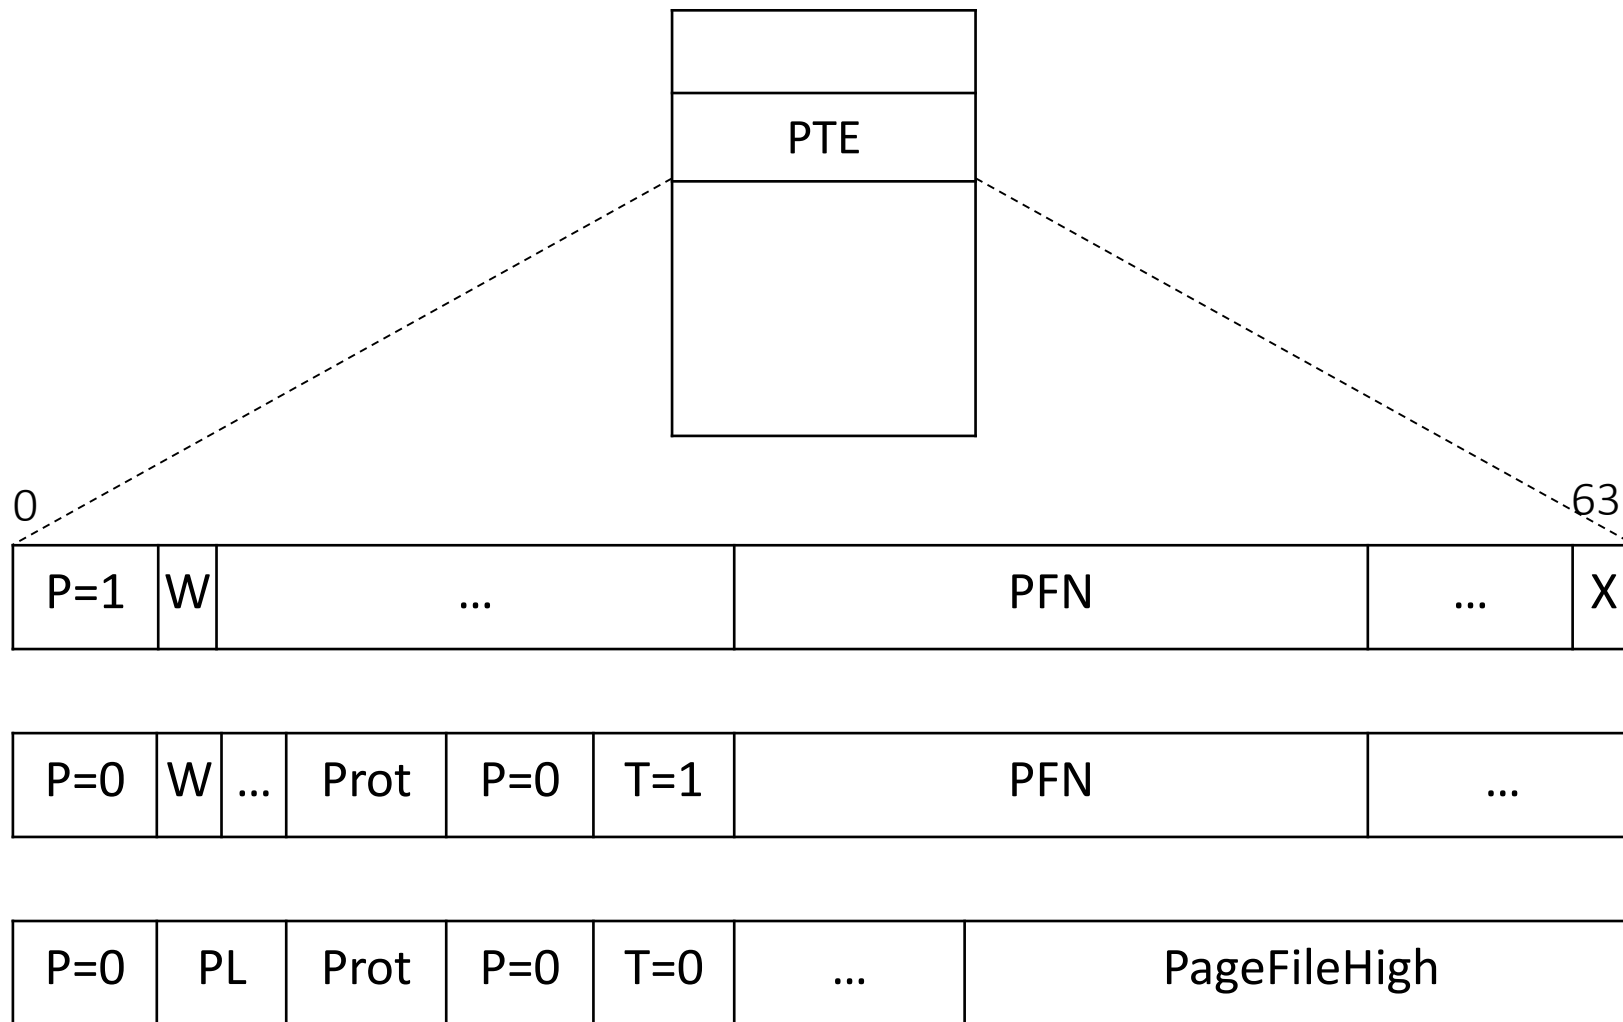 PTE
0 63
P=1 W ... PFN ... X
P=0 W ... Prot P=0 T=1 PFN ...
P=0 PL Prot P=0 T=0 ... PageFileHigh